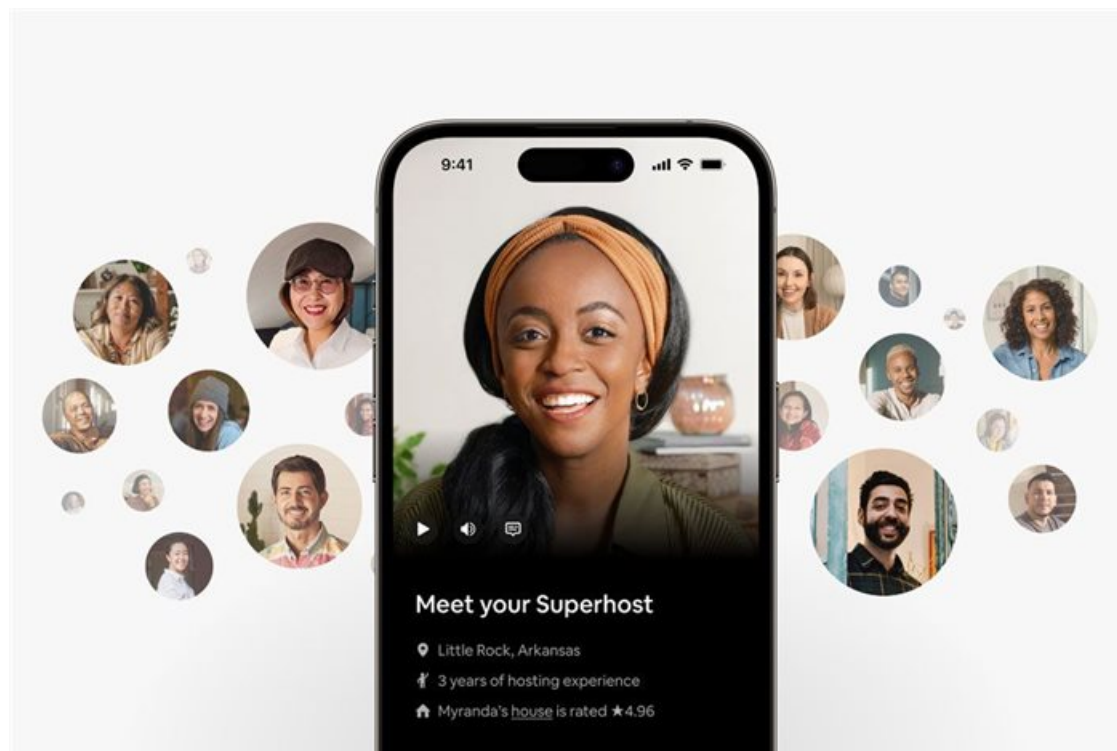 9:41
Meet your Superhost
Little Rock, Arkansas
3 years of hosting experience
Myranda's house is rated ★4.96